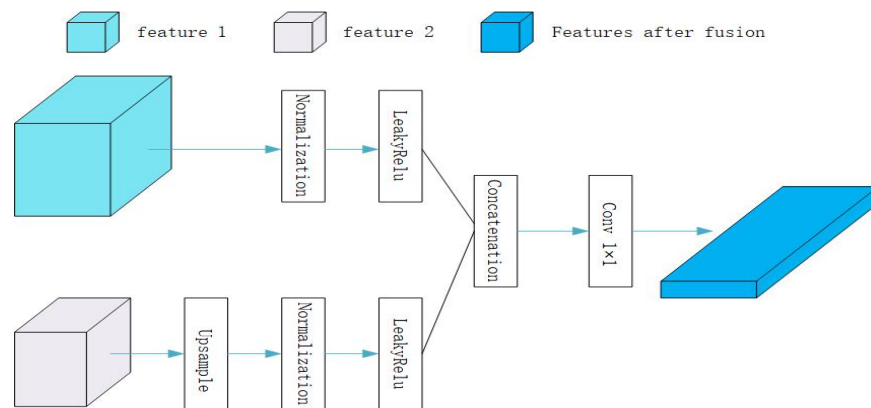 feature 1
feature 2
Features after fusion
Normalization
LeakyRelu
Concatenation
Conv 1×1
Upsample
Normalization
LeakyRelu